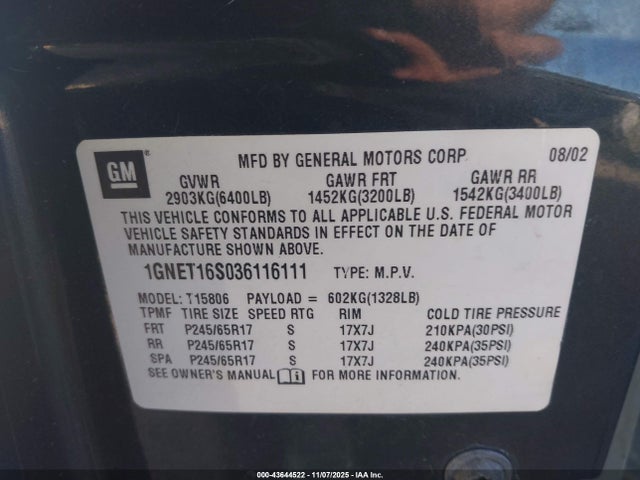 GM ® MFD BY GENERAL MOTORS CORP 08/02
GVWR GAWR FRT GAWR RR
2903KG(6400LB) 1452KG(3200LB) 1542KG(3400LB)
THIS VEHICLE CONFORMS TO ALL APPLICABLE U.S. FEDERAL MOTOR
VEHICLE SAFETY STANDARDS IN EFFECT ON THE DATE OF
MANUFACTURE SHOWN ABOVE.
1GNET16S036116111 TYPE: M.P.V.
MODEL: T15806 PAYLOAD = 602KG(1328LB)
TPMF TIRE SIZE SPEED RTG RIM COLD TIRE PRESSURE
FRT P245/65R17 S 17X7J 210KPA(30PSI)
RR P245/65R17 S 17X7J 240KPA(35PSI)
SPA P245/65R17 S 17X7J 240KPA(35PSI)
SEE OWNER'S MANUAL FOR MORE INFORMATION.
000-43644522 — 11/07/2025 — IAA Inc.